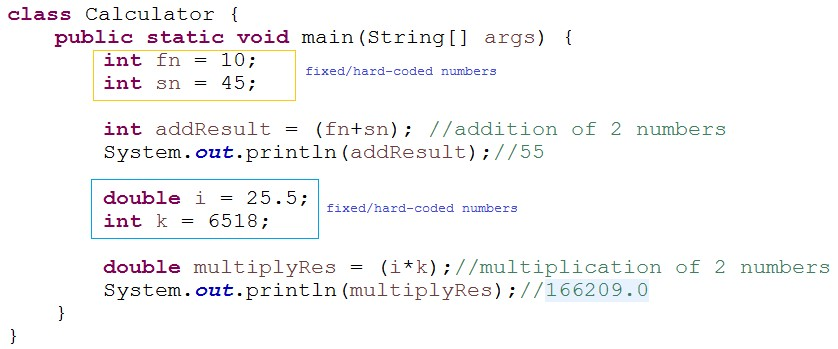 class Calculator {
public static void main(String[] args) {
int fn = 10;
int sn = 45;
fixed/hard-coded numbers
int addResult = (fn+sn); //addition of 2 numbers
System.out.println(addResult);//55
double i = 25.5;
int k = 6518;
fixed/hard-coded numbers
double multiplyRes = (i*k);//multiplication of 2 numbers
System.out.println(multiplyRes);//166209.0
}
}